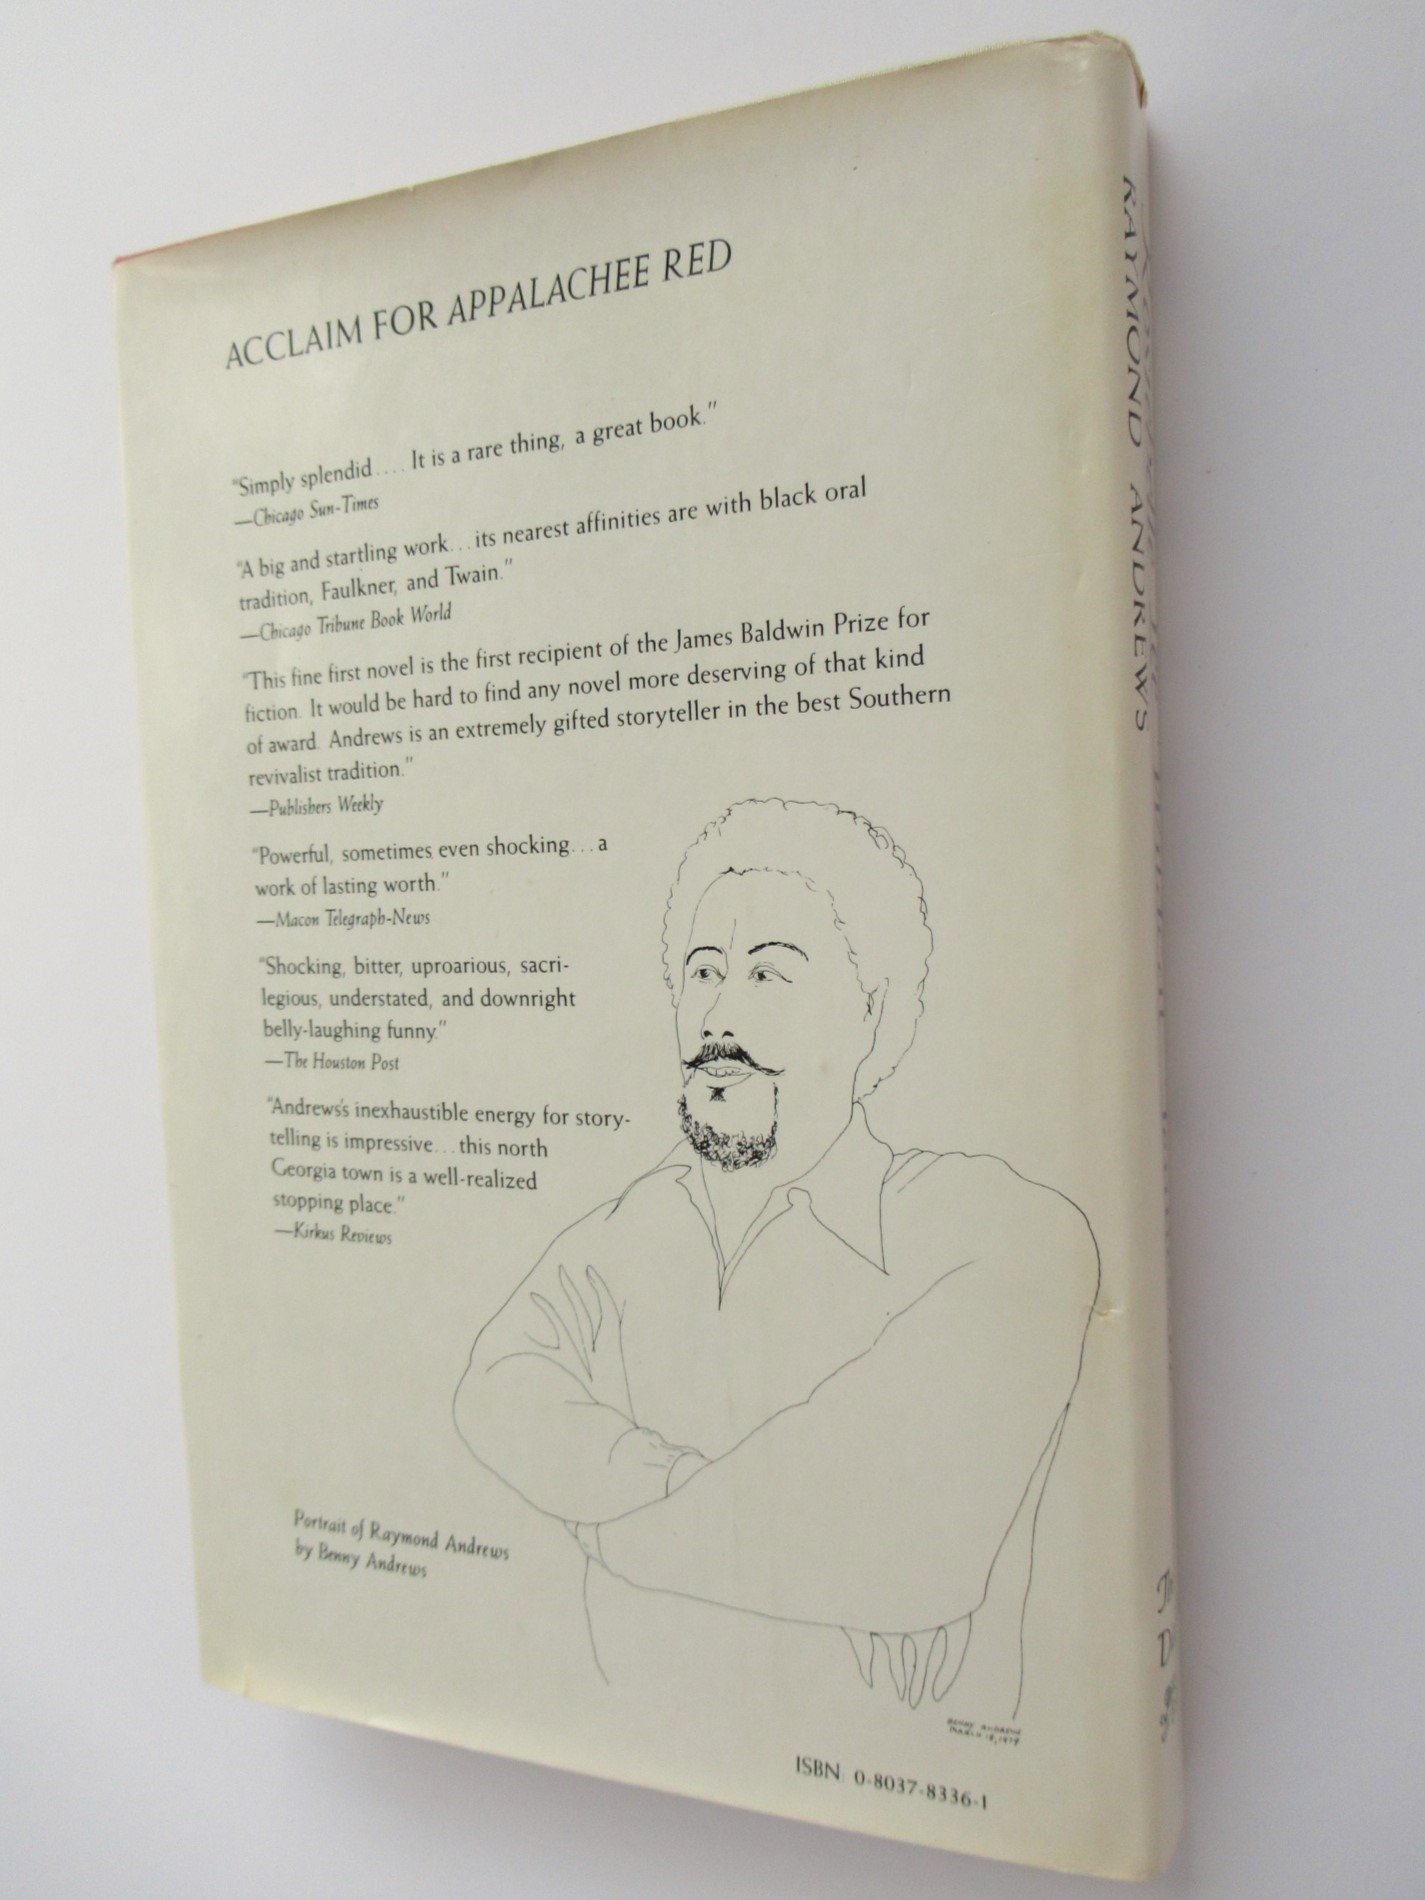 ACCLAIM FOR APPALACHEE RED
"Simply splendid.... It is a rare thing, a great book."
—Chicago Sun-Times
"A big and startling work...its nearest affinities are with black oral
tradition, Faulkner, and Twain."
—Chicago Tribune Book World
"This fine first novel is the first recipient of the James Baldwin Prize for
fiction. It would be hard to find any novel more deserving of that kind
of award. Andrews is an extremely gifted storyteller in the best Southern
revivalist tradition."
—Publishers Weekly
"Powerful, sometimes even shocking...a
work of lasting worth."
—Macon Telegraph-News
"Shocking, bitter, uproarious, sacri-
legious, understated, and downright
belly-laughing funny."
—The Houston Post
"Andrews's inexhaustible energy for story-
telling is impressive...this north
Georgia town is a well-realized
stopping place."
—Kirkus Reviews
Portrait of Raymond Andrews
by Benny Andrews
BENNY ANDREWS
MARCH 18, 1979
ISBN: 0-8037-8336-1
RAYMOND ANDREWS